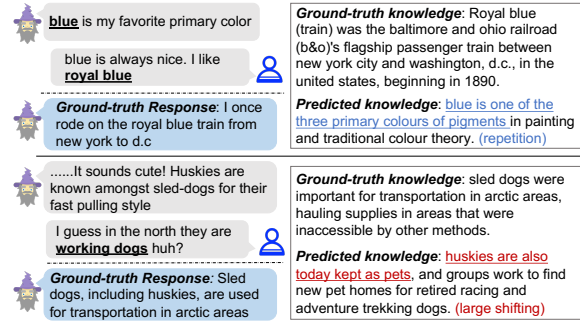 blue is my favorite primary color
blue is always nice. I like
royal blue
Ground-truth Response: I once
rode on the royal blue train from
new york to d.c
Ground-truth knowledge: Royal blue
(train) was the baltimore and ohio railroad
(b&o)'s flagship passenger train between
new york city and washington, d.c., in the
united states, beginning in 1890.
Predicted knowledge: blue is one of the
three primary colours of pigments in painting
and traditional colour theory. (repetition)
......It sounds cute! Huskies are
known amongst sled-dogs for their
fast pulling style
I guess in the north they are
working dogs huh?
Ground-truth Response: Sled
dogs, including huskies, are used
for transportation in arctic areas
Ground-truth knowledge: sled dogs were
important for transportation in arctic areas,
hauling supplies in areas that were
inaccessible by other methods.
Predicted knowledge: huskies are also
today kept as pets, and groups work to find
new pet homes for retired racing and
adventure trekking dogs. (large shifting)